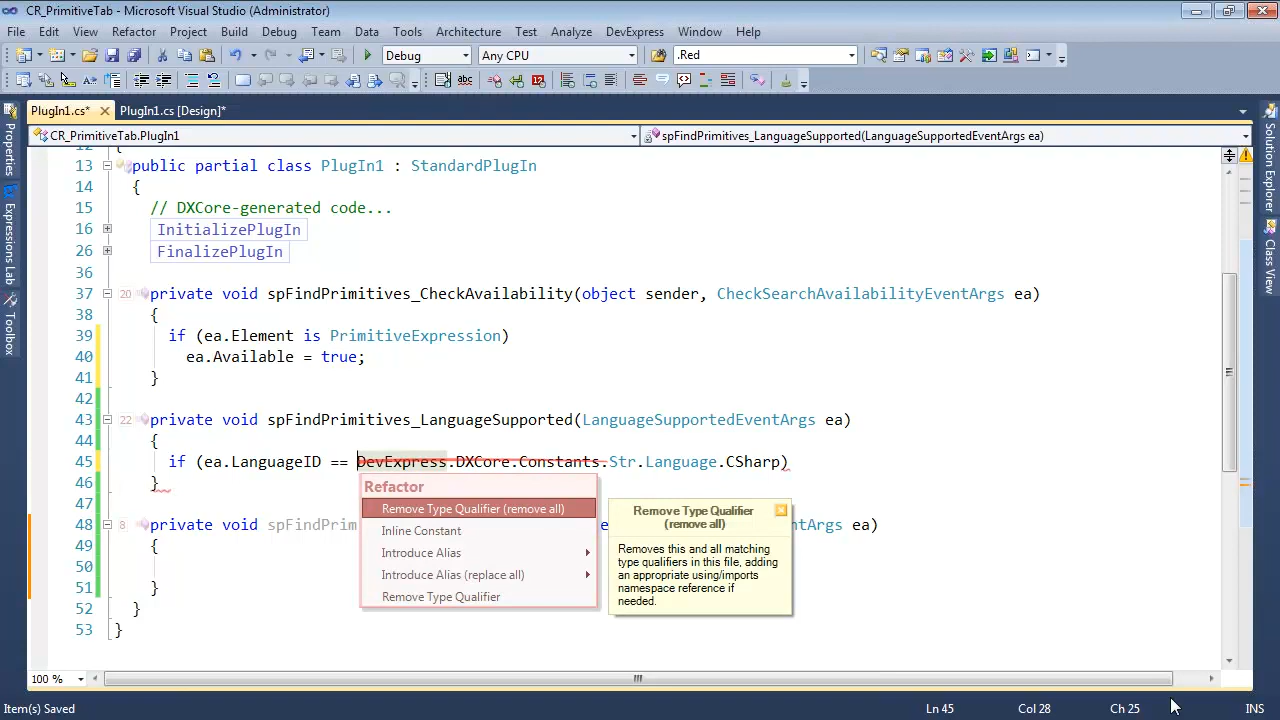 CR_PrimitiveTab - Microsoft Visual Studio (Administrator)
File Edit View Refactor Project Build Debug Team Data Tools Architecture Test Analyze DevExpress Window Help
Debug Any CPU .Red
PlugIn1.cs* PlugIn1.cs [Design]*
CR_PrimitiveTab.PlugIn1 spFindPrimitives_LanguageSupported(LanguageSupportedEventArgs ea)
12 {
13 public partial class PlugIn1 : StandardPlugIn
14 {
15 // DXCore-generated code...
16 InitializePlugIn
26 FinalizePlugIn
36
37 20 private void spFindPrimitives_CheckAvailability(object sender, CheckSearchAvailabilityEventArgs ea)
38 {
39 if (ea.Element is PrimitiveExpression)
40 ea.Available = true;
41 }
42
43 22 private void spFindPrimitives_LanguageSupported(LanguageSupportedEventArgs ea)
44 {
45 if (ea.LanguageID == DevExpress.DXCore.Constants.Str.Language.CSharp)
46 }
47
48 8 private void spFindPrim e entArgs ea)
49 {
50
51 }
52 }
53 }
Refactor
Remove Type Qualifier (remove all)
Inline Constant
Introduce Alias
Introduce Alias (replace all)
Remove Type Qualifier
Remove Type Qualifier
(remove all)
Removes this and all matching
type qualifiers in this file, adding
an appropriate using/imports
namespace reference if
needed.
Properties
Expressions Lab
Toolbox
Solution Explorer
Class View
100 %
Item(s) Saved Ln 45 Col 28 Ch 25 INS